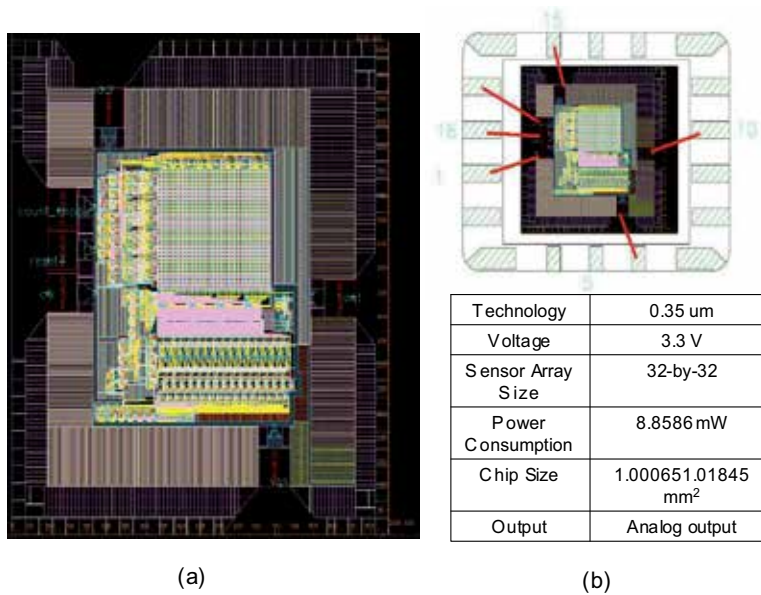 15
18
10
1
5
Technology 0.35 um
Voltage 3.3 V
Sensor Array 32-by-32
Size
Power 8.8586 mW
Consumption
Chip Size 1.000651.01845
mm²
Output Analog output
(a)
(b)